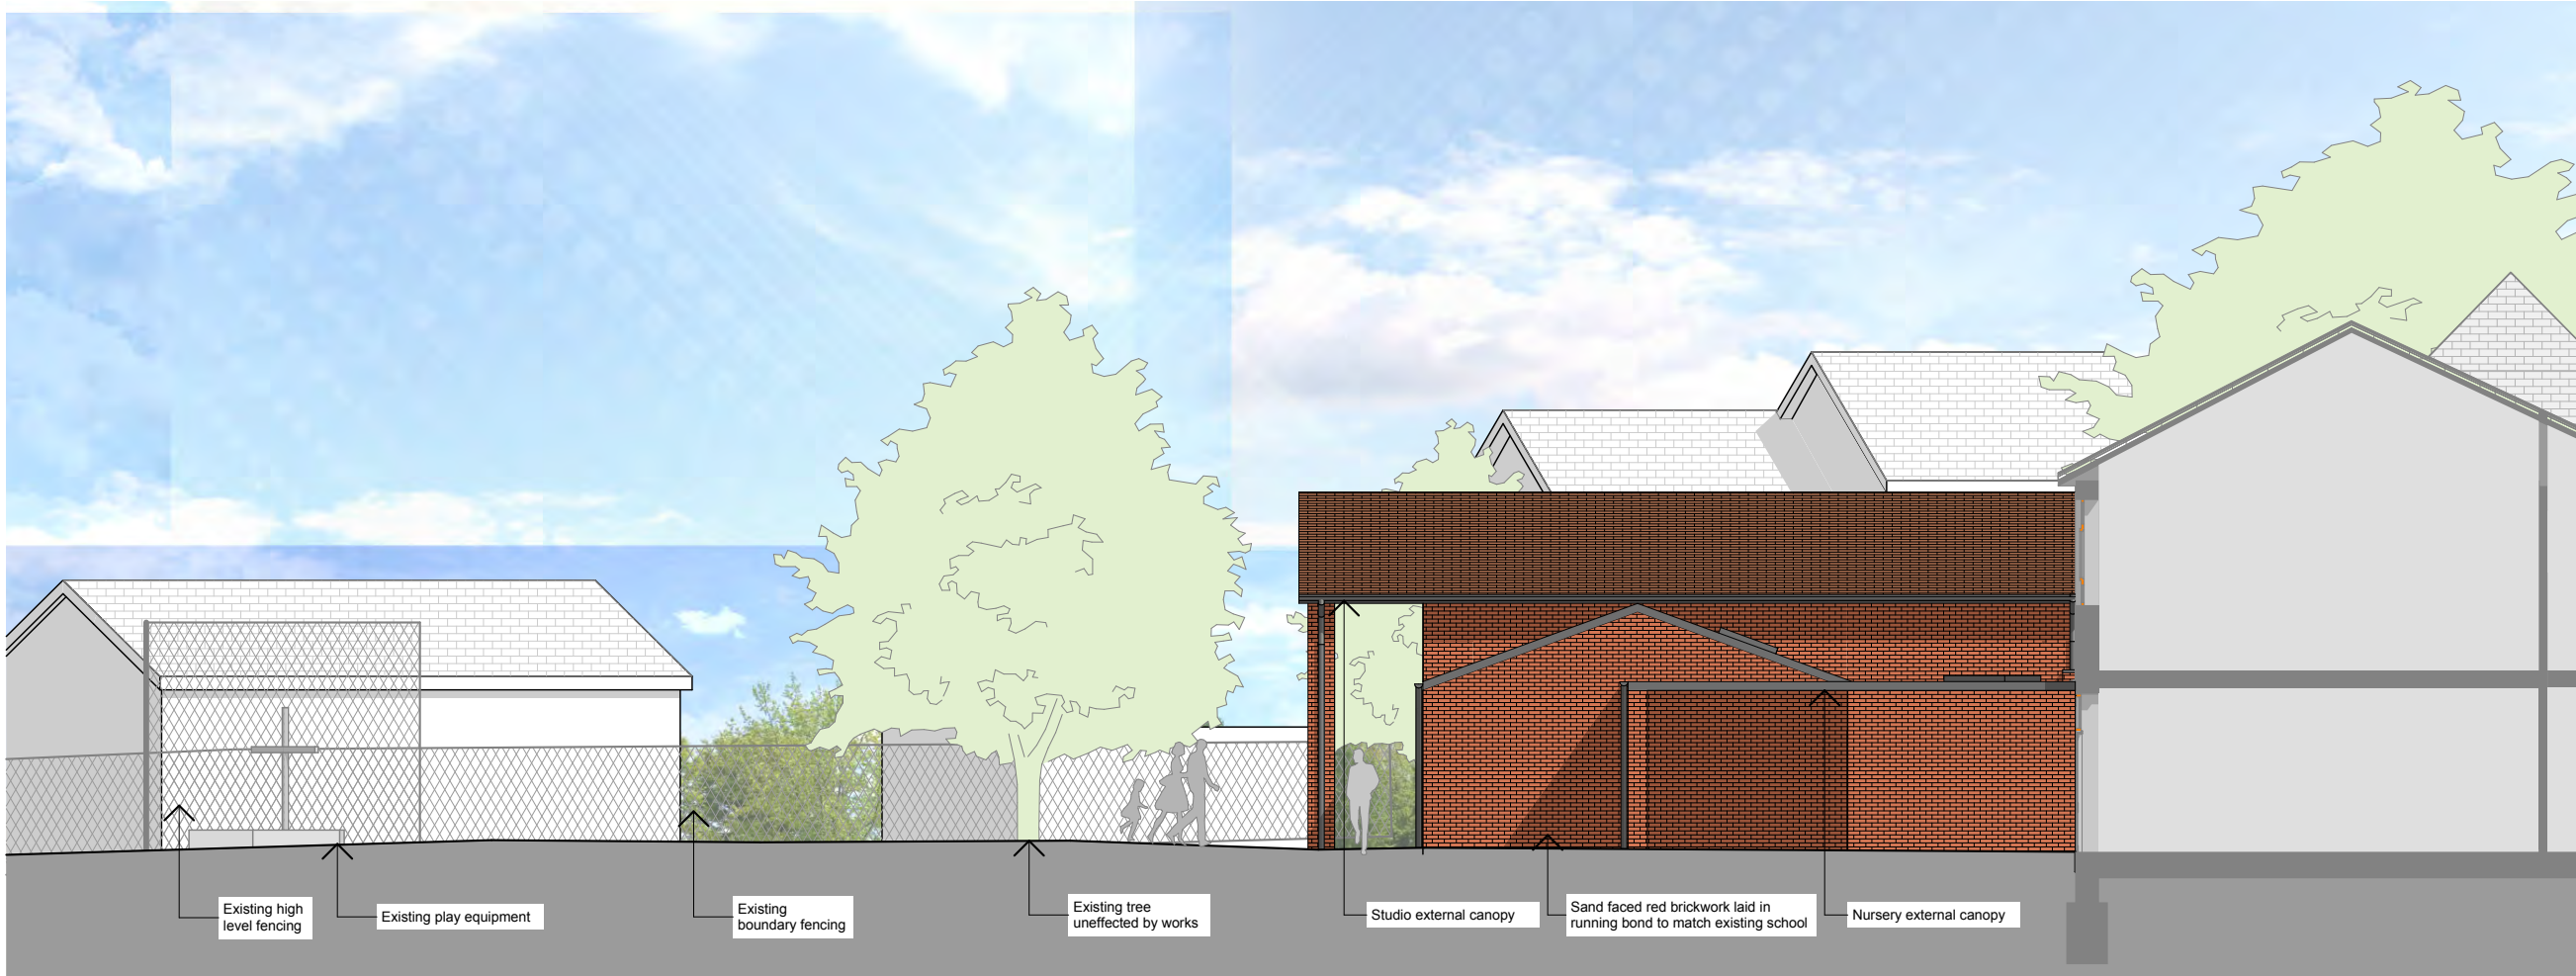 Existing high
level fencing
Existing play equipment
Existing
boundary fencing
Existing tree
uneffected by works
Studio external canopy
Sand faced red brickwork laid in
running bond to match existing school
Nursery external canopy